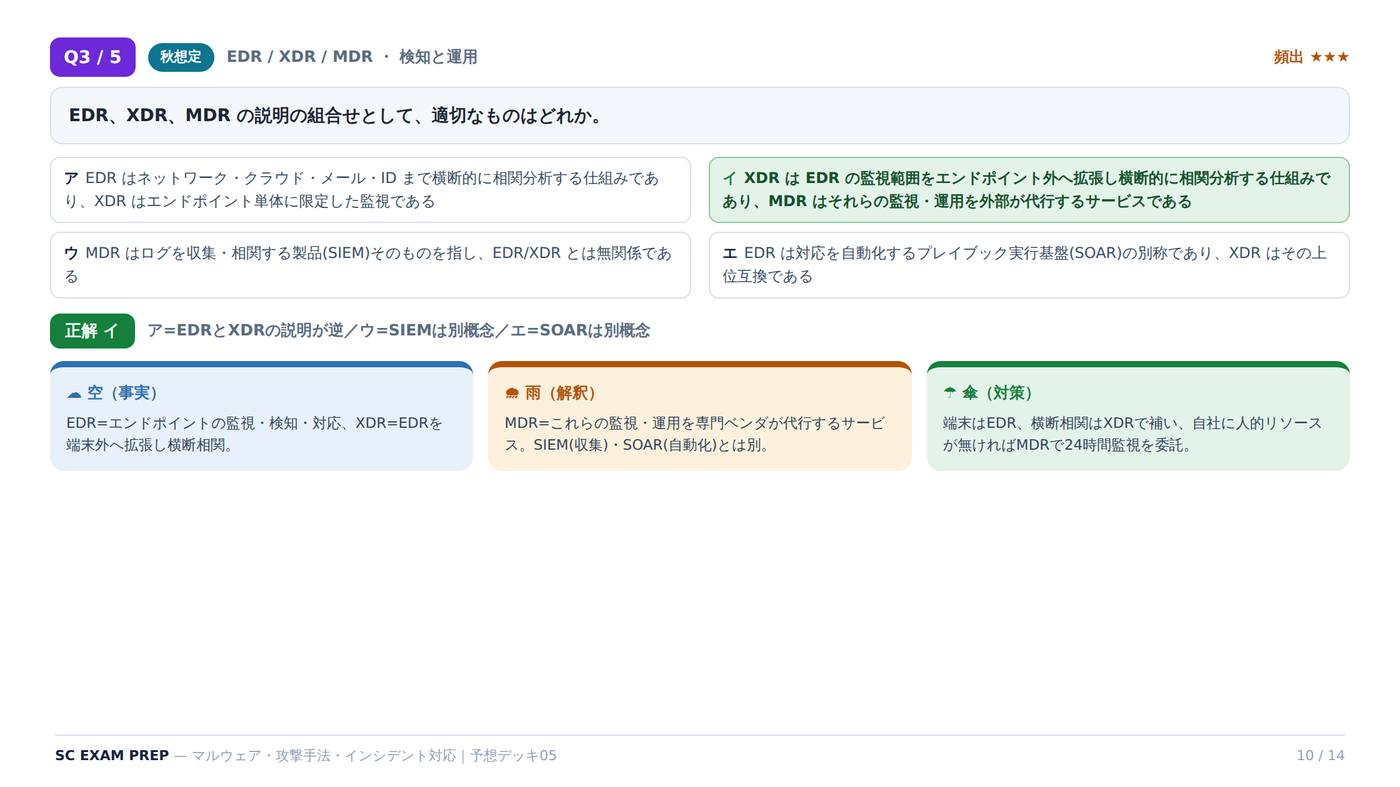 Q3 / 5
秋想定
EDR / XDR / MDR ・ 検知と運用
頻出 ★★★
EDR、XDR、MDR の説明の組合せとして、適切なものはどれか。
ア EDR はネットワーク・クラウド・メール・ID まで横断的に相関分析する仕組みであ
り、XDR はエンドポイント単体に限定した監視である
イ XDR は EDR の監視範囲をエンドポイント外へ拡張し横断的に相関分析する仕組みで
あり、MDR はそれらの監視・運用を外部が代行するサービスである
ウ MDR はログを収集・相関する製品(SIEM)そのものを指し、EDR/XDR とは無関係であ
る
エ EDR は対応を自動化するプレイブック実行基盤(SOAR)の別称であり、XDR はその上
位互換である
正解 イ
ア=EDRとXDRの説明が逆／ウ=SIEMは別概念／エ=SOARは別概念
☁ 空（事実）
EDR=エンドポイントの監視・検知・対応、XDR=EDRを
端末外へ拡張し横断相関。
🌧 雨（解釈）
MDR=これらの監視・運用を専門ベンダが代行するサービ
ス。SIEM(収集)・SOAR(自動化)とは別。
☂ 傘（対策）
端末はEDR、横断相関はXDRで補い、自社に人的リソース
が無ければMDRで24時間監視を委託。
SC EXAM PREP — マルウェア・攻撃手法・インシデント対応｜予想デッキ05
10 / 14